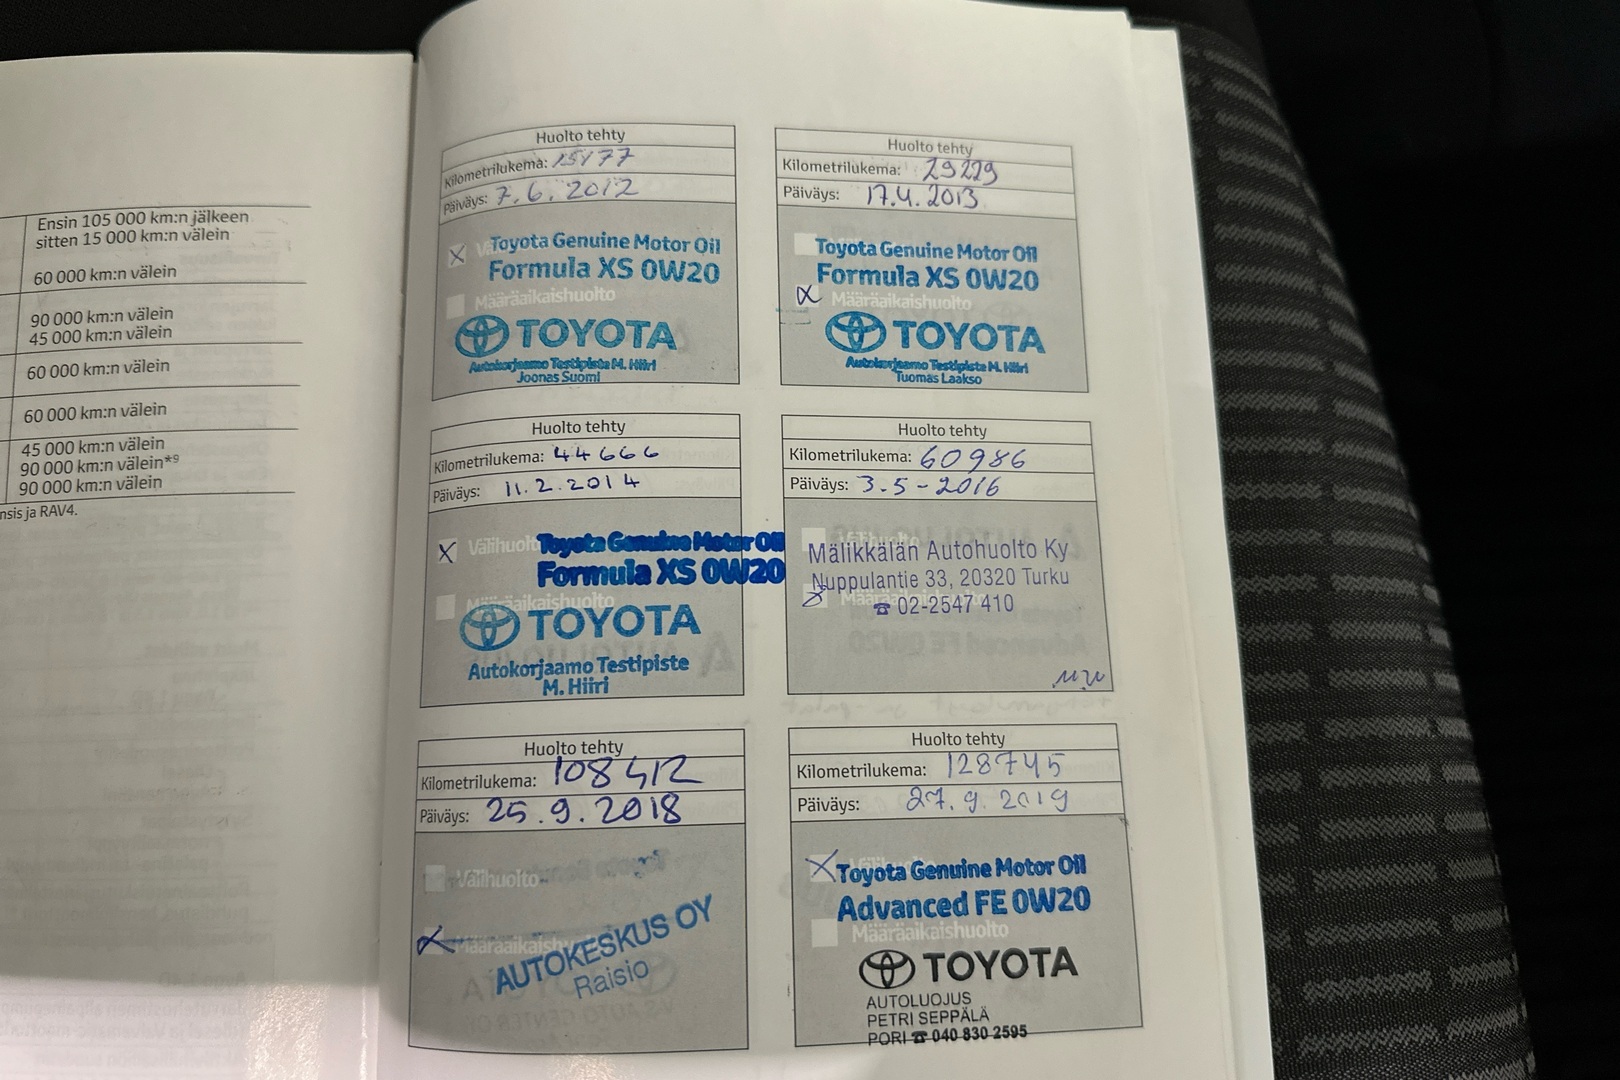 Ensin 105 000 km:n jälkeen
sitten 15 000 km:n välein
60 000 km:n välein
90 000 km:n välein
45 000 km:n välein
60 000 km:n välein
60 000 km:n välein
45 000 km:n välein
90 000 km:n välein*9
90 000 km:n välein
nsis ja RAV4.
Huolto tehty
Kilometrilukema: 15177
Päiväys: 7.6.2012
Toyota Genuine Motor Oil
Formula XS 0W20
Määräaikaishuolto
TOYOTA
Autokorjaamo Testipiste M. Hiiri
Joonas Suomi
Huolto tehty
Kilometrilukema: 29229
Päiväys: 17.4.2013
Toyota Genuine Motor Oil
Formula XS 0W20
Määräaikaishuolto
TOYOTA
Autokorjaamo Testipiste M. Hiiri
Tuomas Laakso
Huolto tehty
Kilometrilukema: 44666
Päiväys: 11.2.2014
Välihuolto
Toyota Genuine Motor Oil
Formula XS 0W20
Määräaikaishuolto
TOYOTA
Autokorjaamo Testipiste
M. Hiiri
Huolto tehty
Kilometrilukema: 60986
Päiväys: 3.5-2016
Välihuolto
Mälikkälän Autohuolto Ky
Nuppulantie 33, 20320 Turku
Määräaikaishuolto
☎ 02-2547 410
Huolto tehty
Kilometrilukema: 108412
Päiväys: 25.9.2018
Välihuolto
Määräaikaishuolto
AUTOKESKUS OY
Raisio
Huolto tehty
Kilometrilukema: 128745
Päiväys: 27.9.2019
Välihuolto
Toyota Genuine Motor Oil
Advanced FE 0W20
Määräaikaishuolto
TOYOTA
AUTOLUOJUS
PETRI SEPPÄLÄ
PORI ☎ 040 830 2595